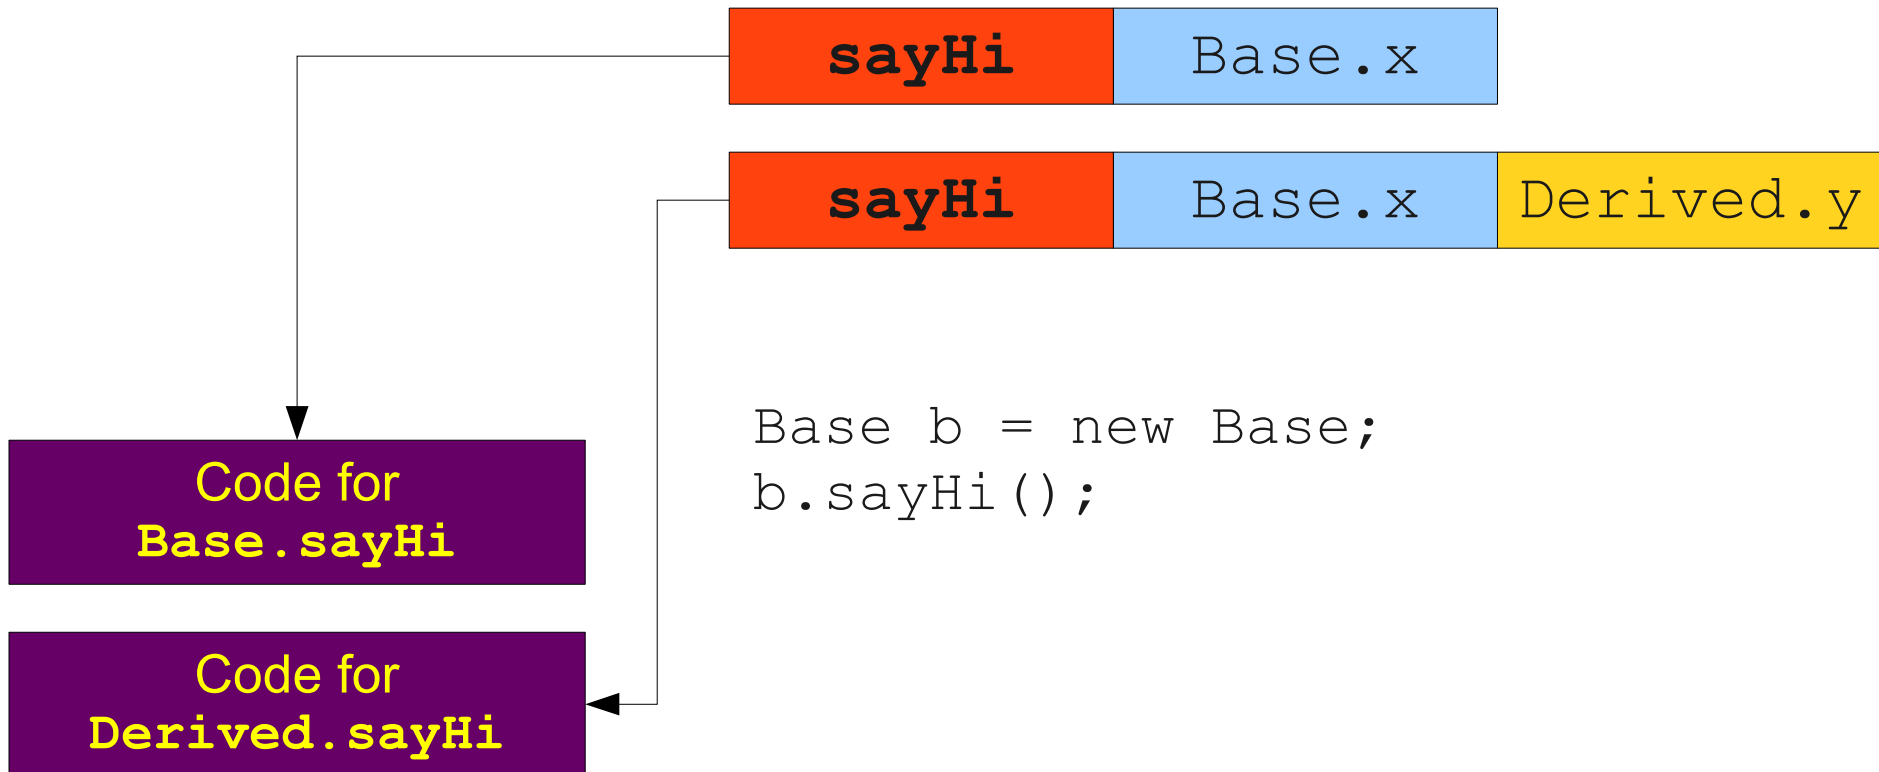 sayHi Base.x
sayHi Base.x Derived.y
Base b = new Base;
b.sayHi();
Code for
Base.sayHi
Code for
Derived.sayHi